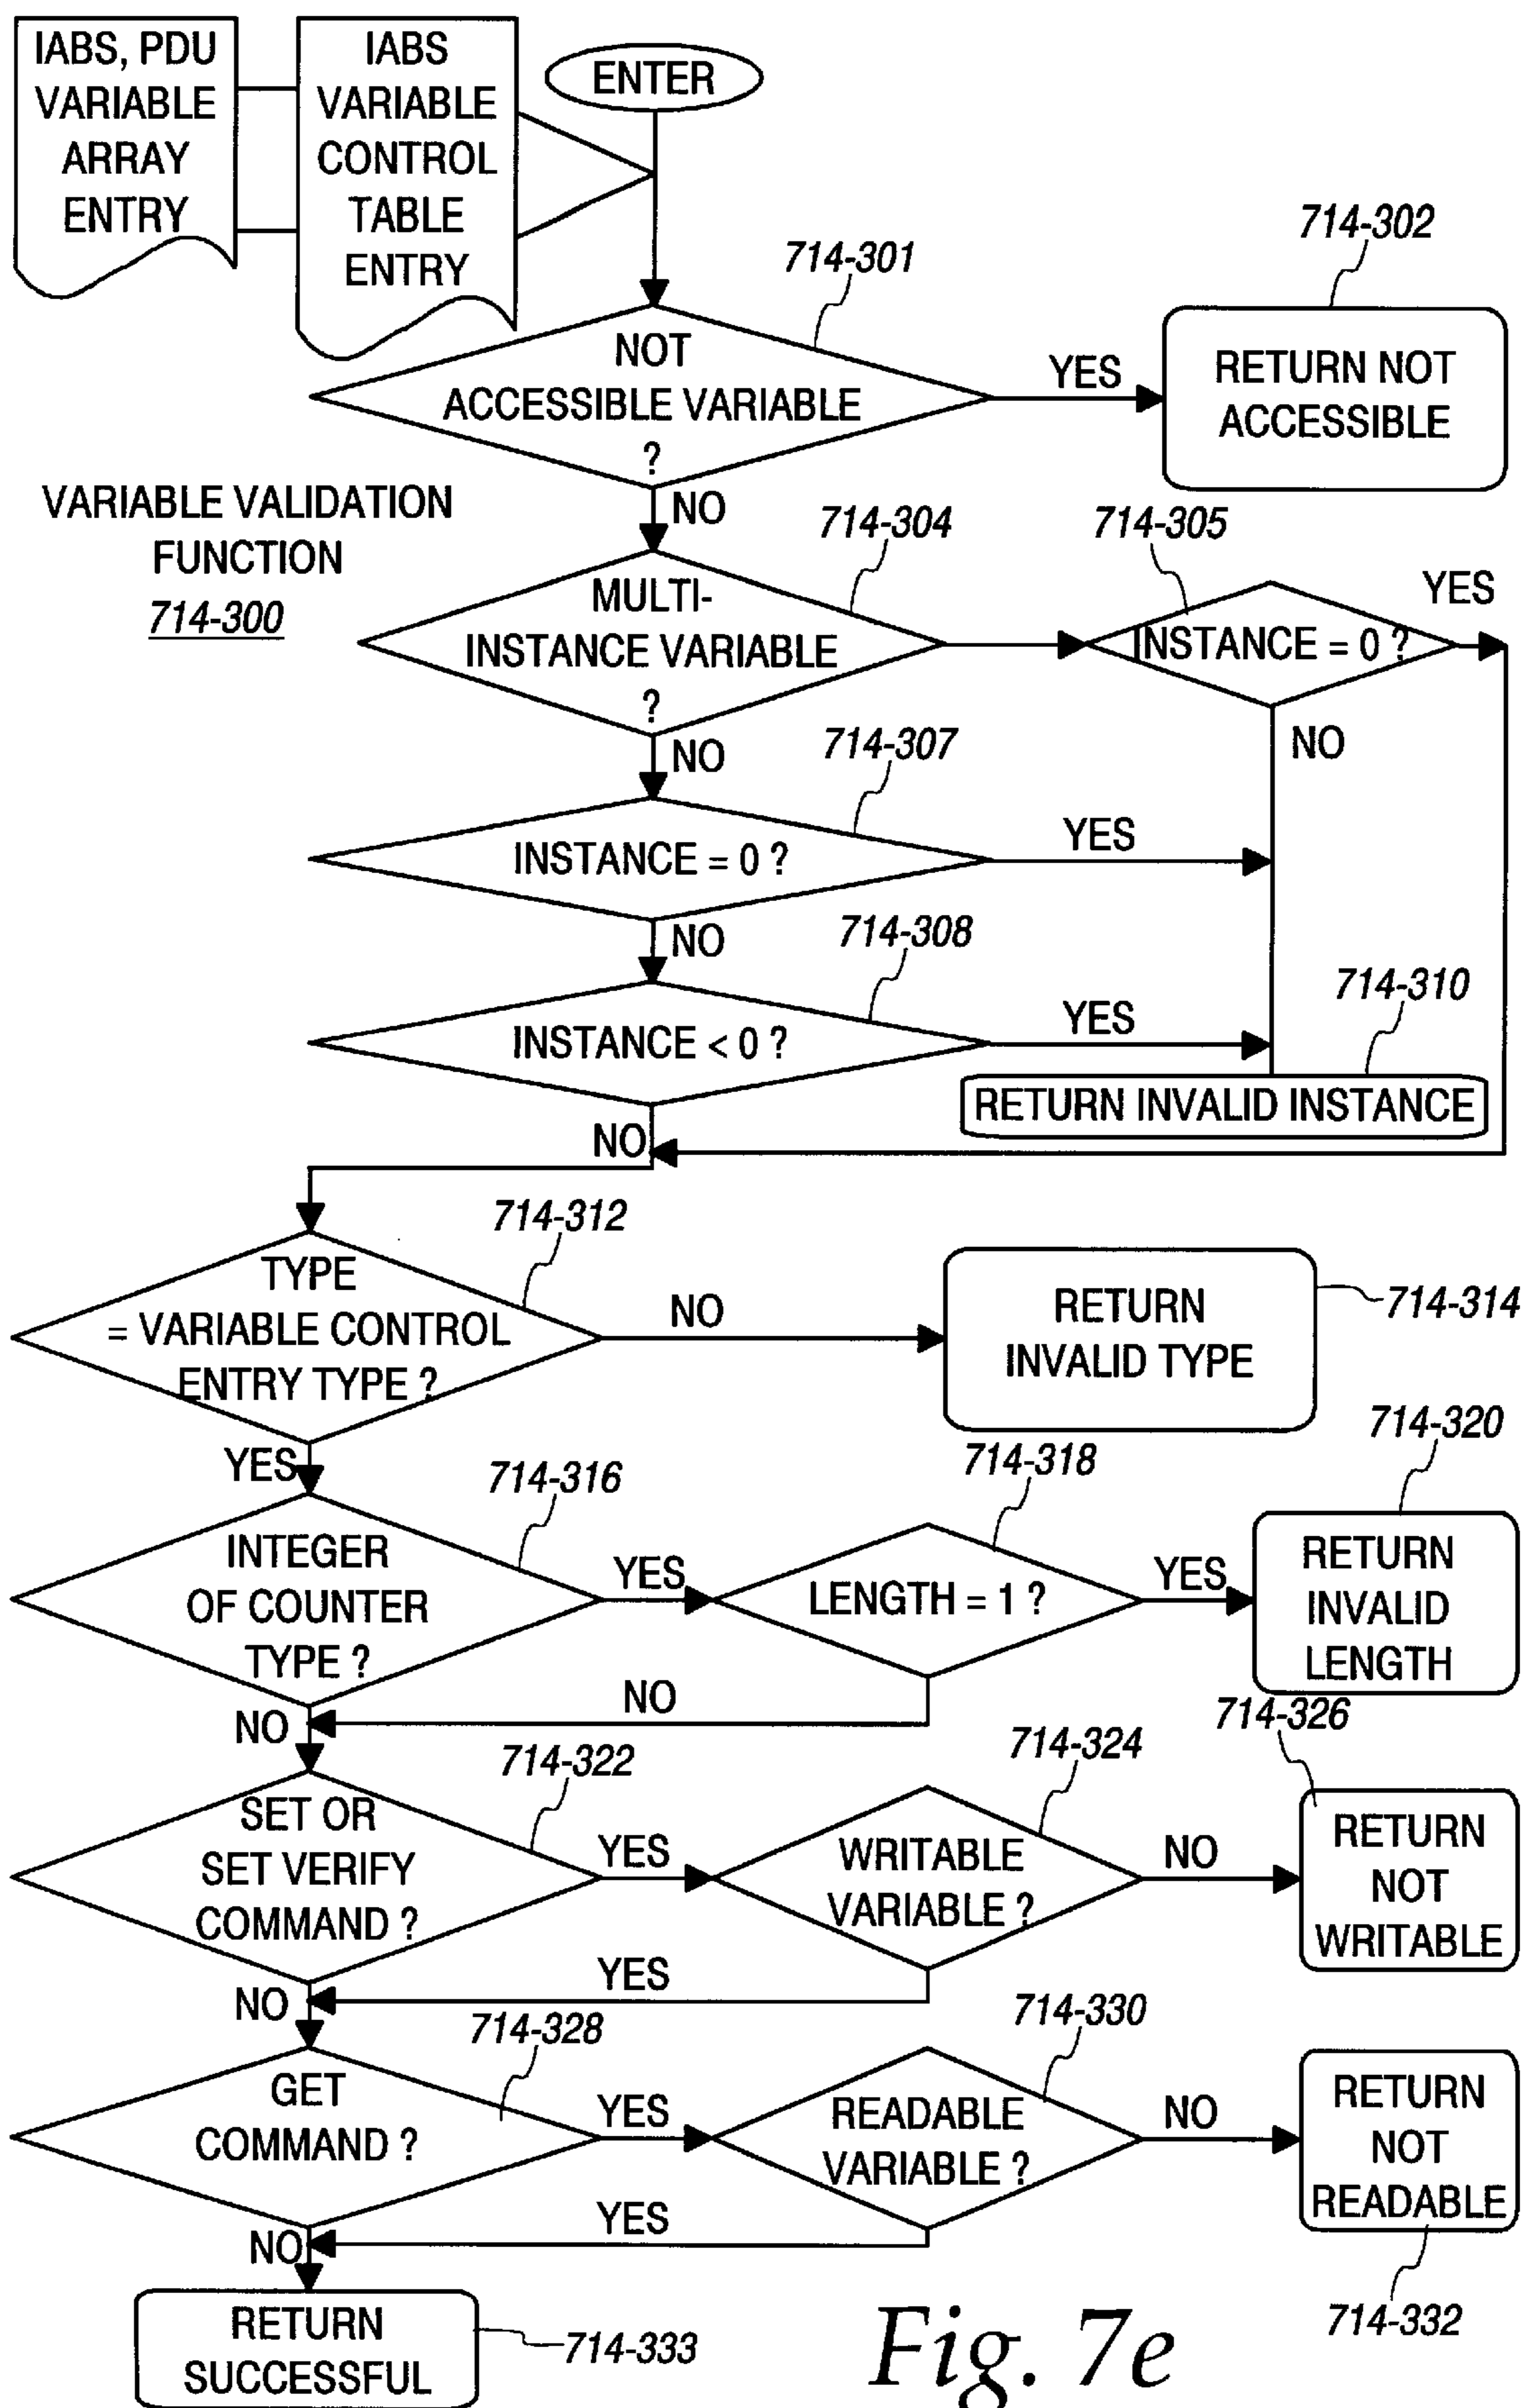 IABS, PDU
VARIABLE
ARRAY
ENTRY
IABS
VARIABLE
CONTROL
TABLE
ENTRY
ENTER
714-301
714-302
NOT
ACCESSIBLE VARIABLE
?
YES
RETURN NOT
ACCESSIBLE
VARIABLE VALIDATION
FUNCTION
714-300
NO
714-304
714-305
MULTI-
INSTANCE VARIABLE
?
INSTANCE = 0 ?
YES
NO
NO
714-307
INSTANCE = 0 ?
YES
NO
714-308
INSTANCE < 0 ?
YES
714-310
RETURN INVALID INSTANCE
NO
714-312
TYPE
= VARIABLE CONTROL
ENTRY TYPE ?
NO
RETURN
INVALID TYPE
714-314
YES
714-316
714-318
714-320
INTEGER
OF COUNTER
TYPE ?
YES
LENGTH = 1 ?
YES
RETURN
INVALID
LENGTH
NO
NO
714-322
714-324
714-326
SET OR
SET VERIFY
COMMAND ?
YES
WRITABLE
VARIABLE ?
NO
RETURN
NOT
WRITABLE
YES
NO
714-328
714-330
GET
COMMAND ?
YES
READABLE
VARIABLE ?
NO
RETURN
NOT
READABLE
YES
NO
714-332
RETURN
SUCCESSFUL
714-333
Fig. 7e